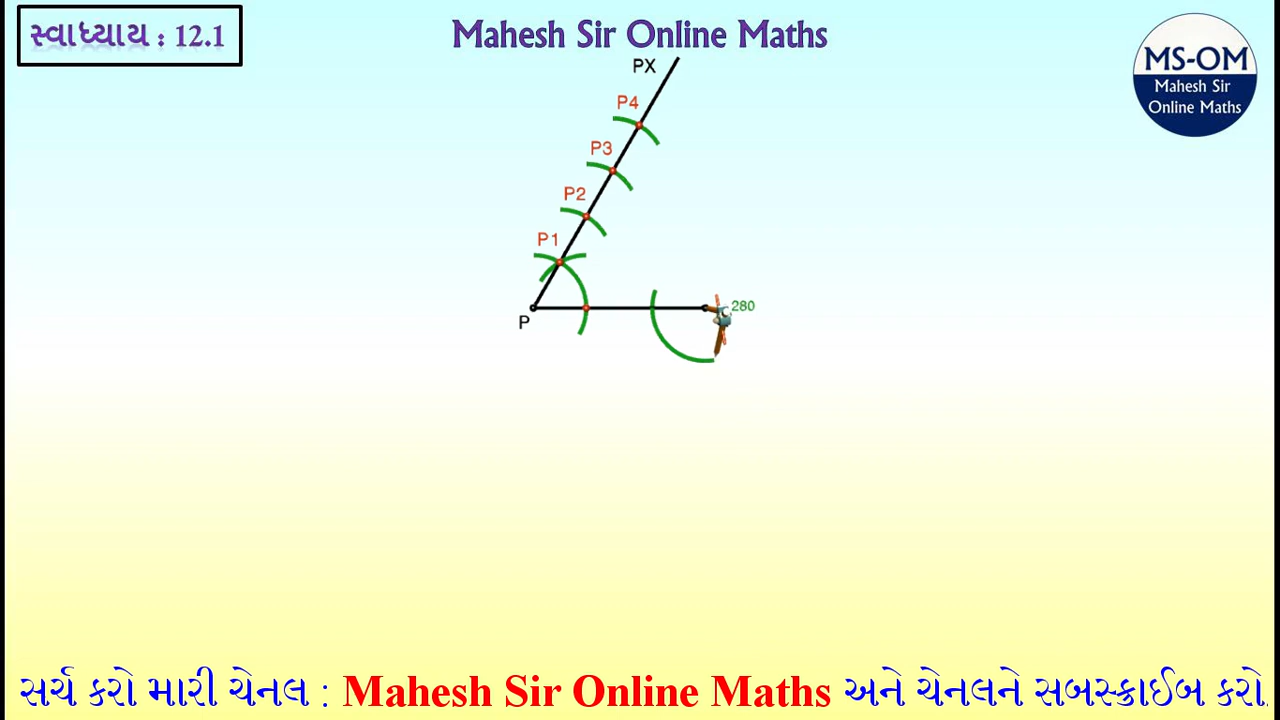 સ્વાધ્યાય : 12.1
Mahesh Sir Online Maths
MS-OM
Mahesh Sir
Online Maths
PX
P4
P3
P2
P1
280
P
સર્ચ કરો મારી ચેનલ : Mahesh Sir Online Maths અને ચેનલને સબસ્ક્રાઈબ કરો.